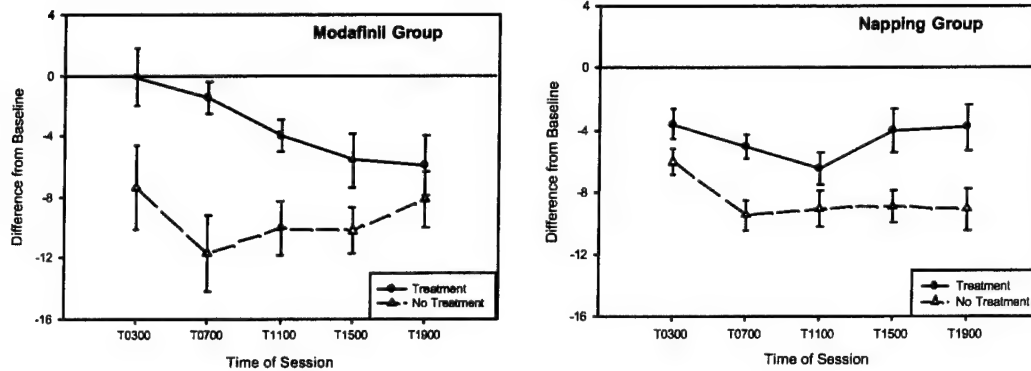 Modafinil Group
Difference from Baseline
4
0
-4
-8
-12
-16
Treatment
No Treatment
T0300 T0700 T1100 T1500 T1900
Time of Session
Napping Group
Difference from Baseline
4
0
-4
-8
-12
-16
Treatment
No Treatment
T0300 T0700 T1100 T1500 T1900
Time of Session